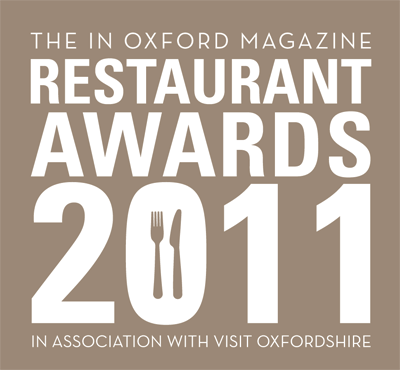 THE IN OXFORD MAGAZINE
RESTAURANT
AWARDS
2011
IN ASSOCIATION WITH VISIT OXFORDSHIRE